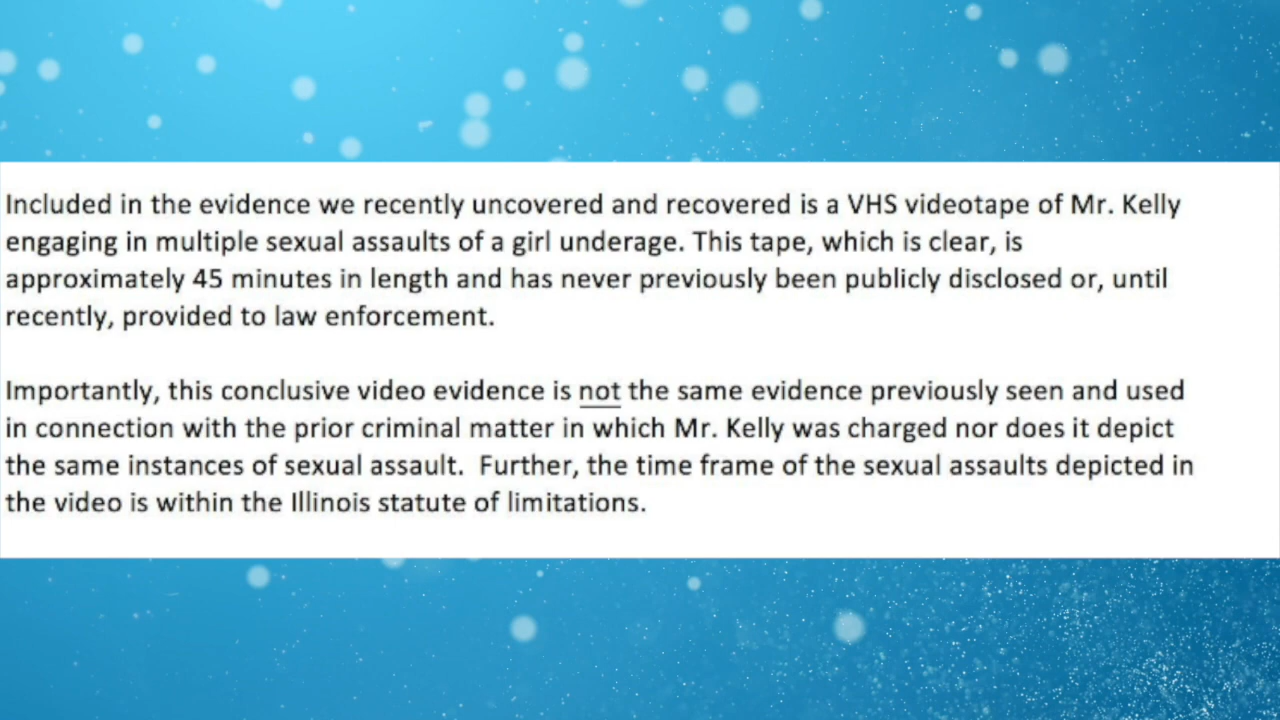 Included in the evidence we recently uncovered and recovered is a VHS videotape of Mr. Kelly
engaging in multiple sexual assaults of a girl underage. This tape, which is clear, is
approximately 45 minutes in length and has never previously been publicly disclosed or, until
recently, provided to law enforcement.
Importantly, this conclusive video evidence is not the same evidence previously seen and used
in connection with the prior criminal matter in which Mr. Kelly was charged nor does it depict
the same instances of sexual assault.  Further, the time frame of the sexual assaults depicted in
the video is within the Illinois statute of limitations.